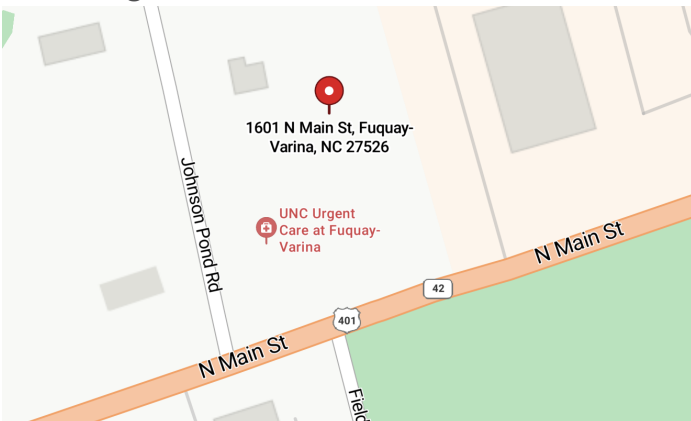 1601 N Main St, Fuquay-
Varina, NC 27526
Johnson Pond Rd
UNC Urgent
Care at Fuquay-
Varina
N Main St
42
401
N Main St
Field